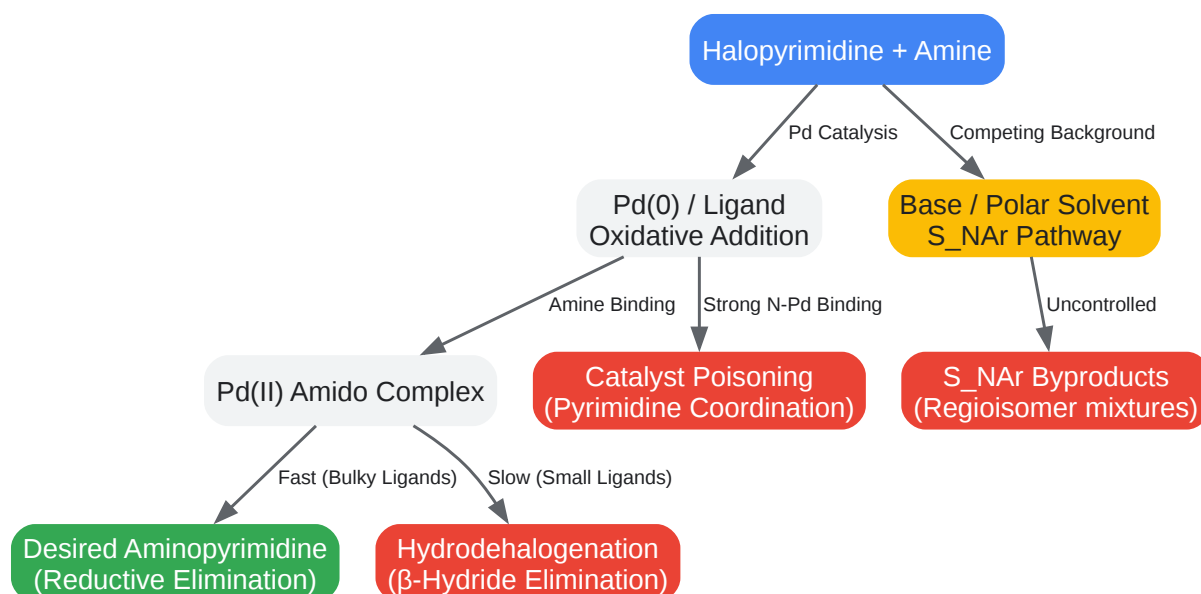 Halopyrimidine + Amine
Pd Catalysis
Competing Background
Pd(0) / Ligand
Oxidative Addition
Base / Polar Solvent
S_NAr Pathway
Amine Binding
Strong N-Pd Binding
Uncontrolled
Pd(II) Amido Complex
Catalyst Poisoning
(Pyrimidine Coordination)
S_NAr Byproducts
(Regioisomer mixtures)
Fast (Bulky Ligands)
Slow (Small Ligands)
Desired Aminopyrimidine
(Reductive Elimination)
Hydrodehalogenation
(β-Hydride Elimination)